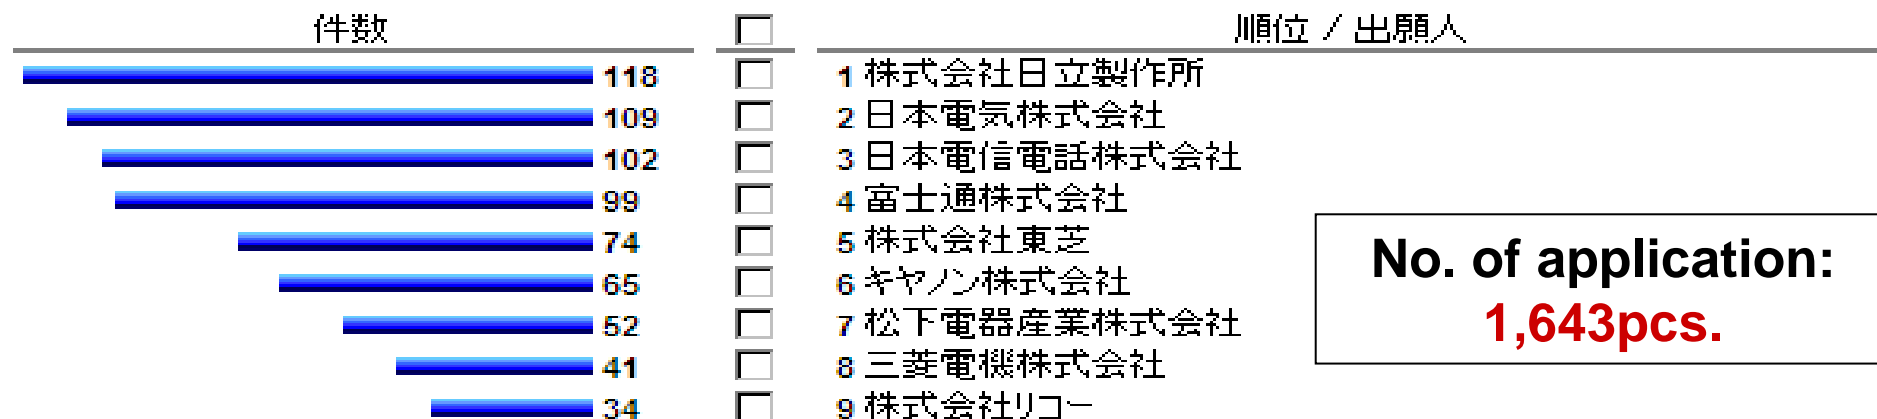 件数 順位 / 出願人
118 1 株式会社日立製作所
109 2 日本電気株式会社
102 3 日本電信電話株式会社
99 4 富士通株式会社
74 5 株式会社東芝
65 6 キヤノン株式会社
52 7 松下電器産業株式会社
41 8 三菱電機株式会社
34 9 株式会社リコー
No. of application:
1,643pcs.